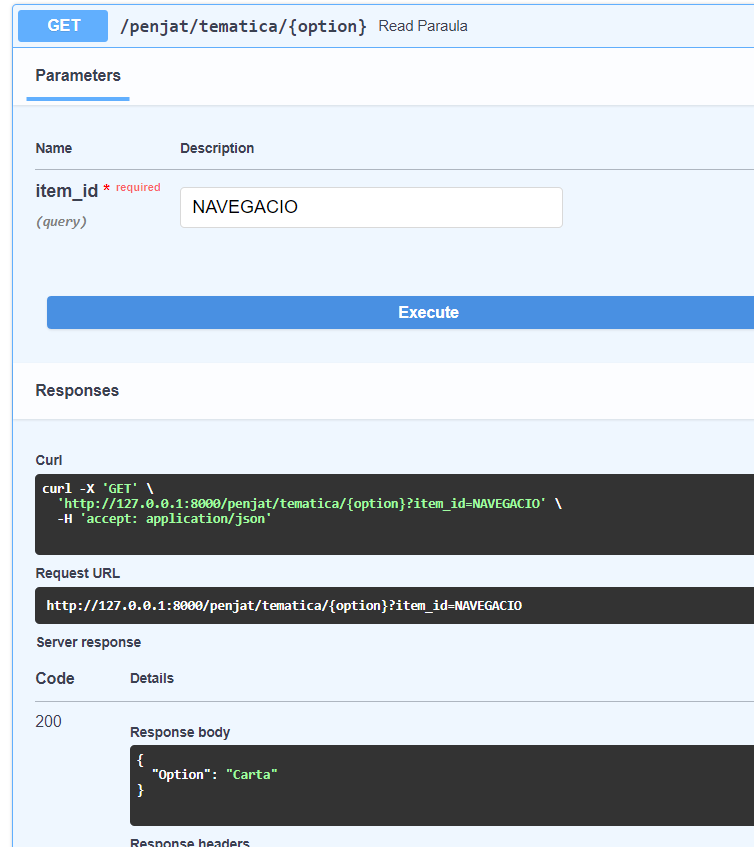 GET /penjat/tematica/{option} Read Paraula
Parameters
Name Description
item_id * required
(query)
NAVEGACIO
Execute
Responses
Curl
curl -X 'GET' \
'http://127.0.0.1:8000/penjat/tematica/{option}?item_id=NAVEGACIO' \
-H 'accept: application/json'
Request URL
http://127.0.0.1:8000/penjat/tematica/{option}?item_id=NAVEGACIO
Server response
Code Details
200
Response body
{
"Option": "Carta"
}
Response headers